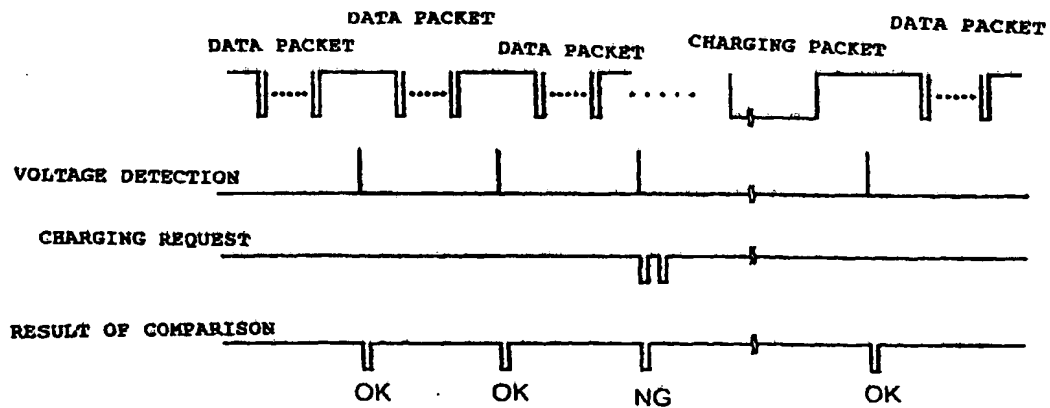 DATA PACKET
DATA PACKET
DATA PACKET
CHARGING PACKET
DATA PACKET
VOLTAGE DETECTION
CHARGING REQUEST
RESULT OF COMPARISON
OK
OK
NG
OK